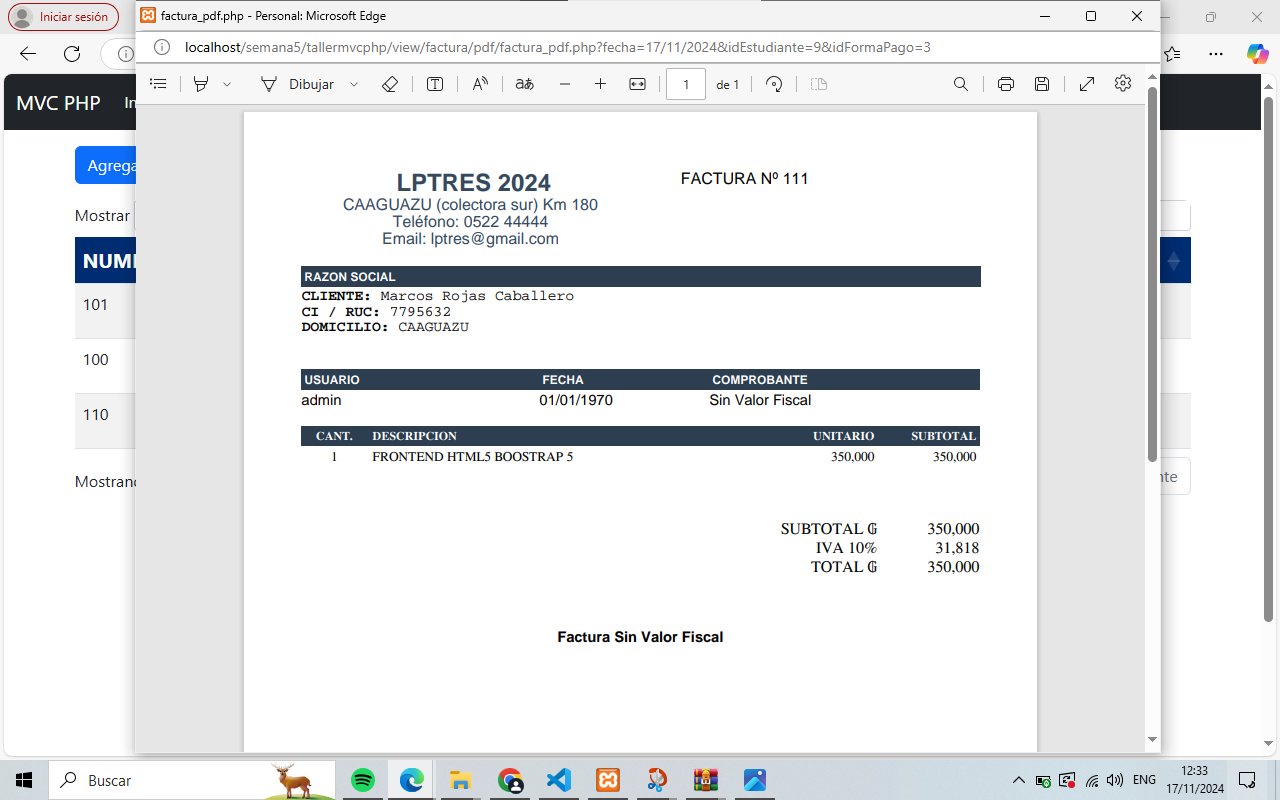 Iniciar sesión
factura_pdf.php - Personal: Microsoft Edge
localhost/semana5/tallermvcphp/view/factura/pdf/factura_pdf.php?fecha=17/11/2024&idEstudiante=9&idFormaPago=3
Dibujar
aあ
1
de 1
MVC PHP
In
Agrega
Mostrar
NUM
101
100
110
Mostrand
nte
LPTRES 2024
FACTURA Nº 111
CAAGUAZU (colectora sur) Km 180
Teléfono: 0522 44444
Email: lptres@gmail.com
RAZON SOCIAL
CLIENTE: Marcos Rojas Caballero
CI / RUC: 7795632
DOMICILIO: CAAGUAZU
USUARIO FECHA COMPROBANTE
admin 01/01/1970 Sin Valor Fiscal
CANT. DESCRIPCION UNITARIO SUBTOTAL
1 FRONTEND HTML5 BOOSTRAP 5 350,000 350,000
SUBTOTAL ₲ 350,000
IVA 10% 31,818
TOTAL ₲ 350,000
Factura Sin Valor Fiscal
Buscar
ENG
12:33
17/11/2024